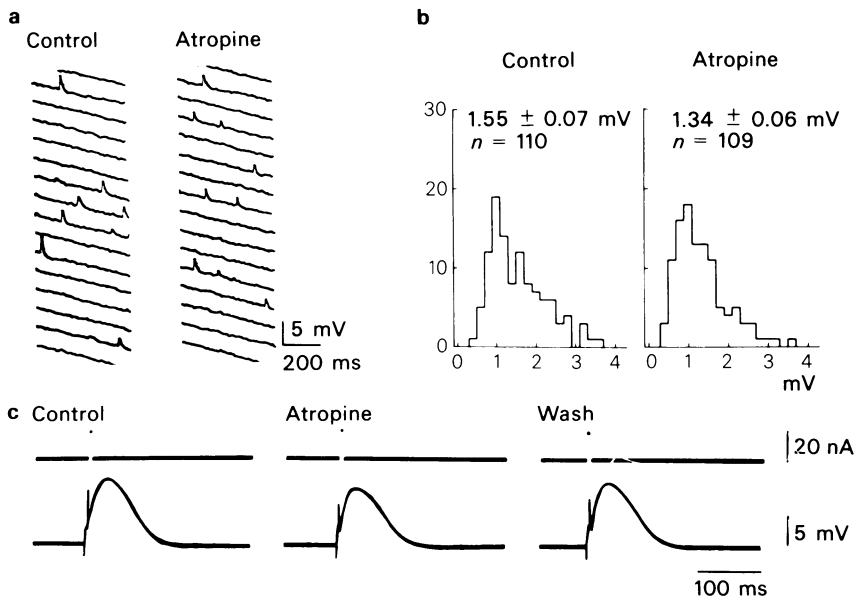 a
Control Atropine
5 mV
200 ms
b
Control Atropine
30
20
10
0
1.55 ± 0.07 mV
n = 110
1.34 ± 0.06 mV
n = 109
0 1 2 3 4 0 1 2 3 4
mV
c Control Atropine Wash
20 nA
5 mV
100 ms